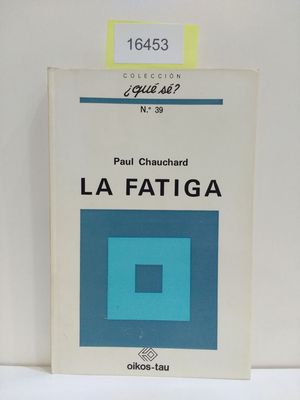 16453
COLECCIÓN
¿qué sé?
N.º 39
Paul Chauchard
LA FATIGA
oikos-tau